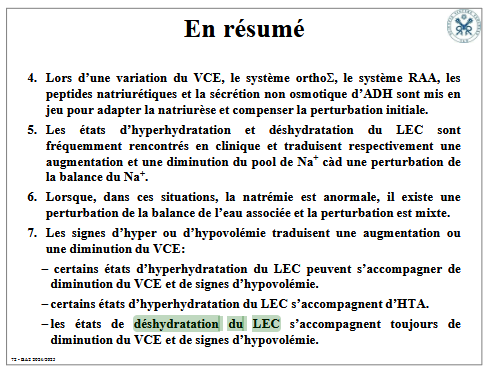 En résumé
4. Lors d'une variation du VCE, le système orthoΣ, le système RAA, les
peptides natriurétiques et la sécrétion non osmotique d'ADH sont mis en
jeu pour adapter la natriurèse et compenser la perturbation initiale.
5. Les états d'hyperhydratation et déshydratation du LEC sont
fréquemment rencontrés en clinique et traduisent respectivement une
augmentation et une diminution du pool de Na⁺ càd une perturbation de
la balance du Na⁺.
6. Lorsque, dans ces situations, la natrémie est anormale, il existe une
perturbation de la balance de l'eau associée et la perturbation est mixte.
7. Les signes d'hyper ou d'hypovolémie traduisent une augmentation ou
une diminution du VCE:
– certains états d'hyperhydratation du LEC peuvent s'accompagner de
diminution du VCE et de signes d'hypovolémie.
– certains états d'hyperhydratation du LEC s'accompagnent d'HTA.
– les états de déshydratation du LEC s'accompagnent toujours de
diminution du VCE et de signes d'hypovolémie.